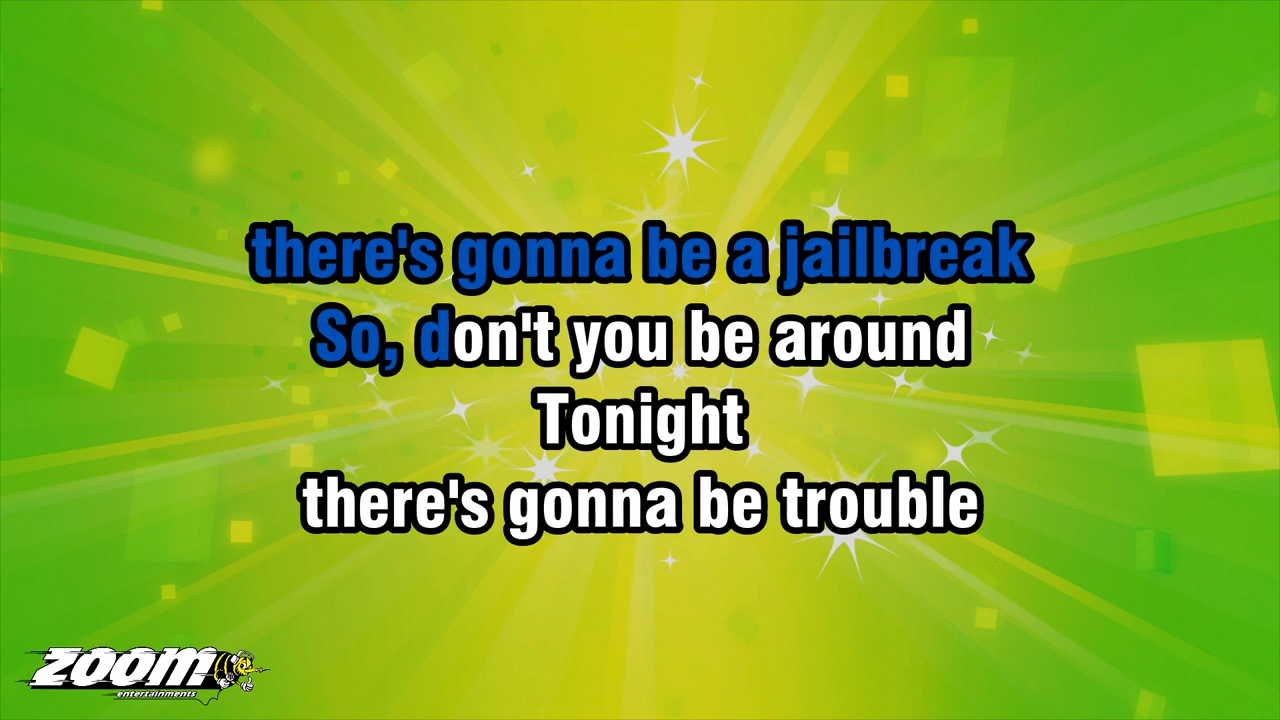 there's gonna be a jailbreak
So, don't you be around
Tonight
there's gonna be trouble
zoom
entertainments